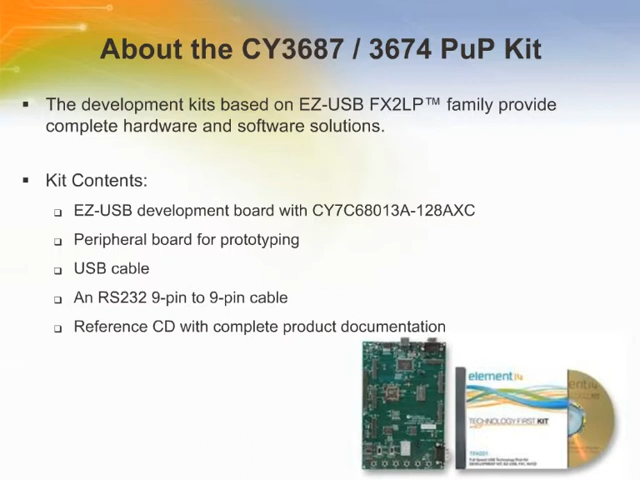 About the CY3687 / 3674 PuP Kit
▪ The development kits based on EZ-USB FX2LP™ family provide
complete hardware and software solutions.
▪ Kit Contents:
❑ EZ-USB development board with CY7C68013A-128AXC
❑ Peripheral board for prototyping
❑ USB cable
❑ An RS232 9-pin to 9-pin cable
❑ Reference CD with complete product documentation
element14
TECHNOLOGY FIRST KIT